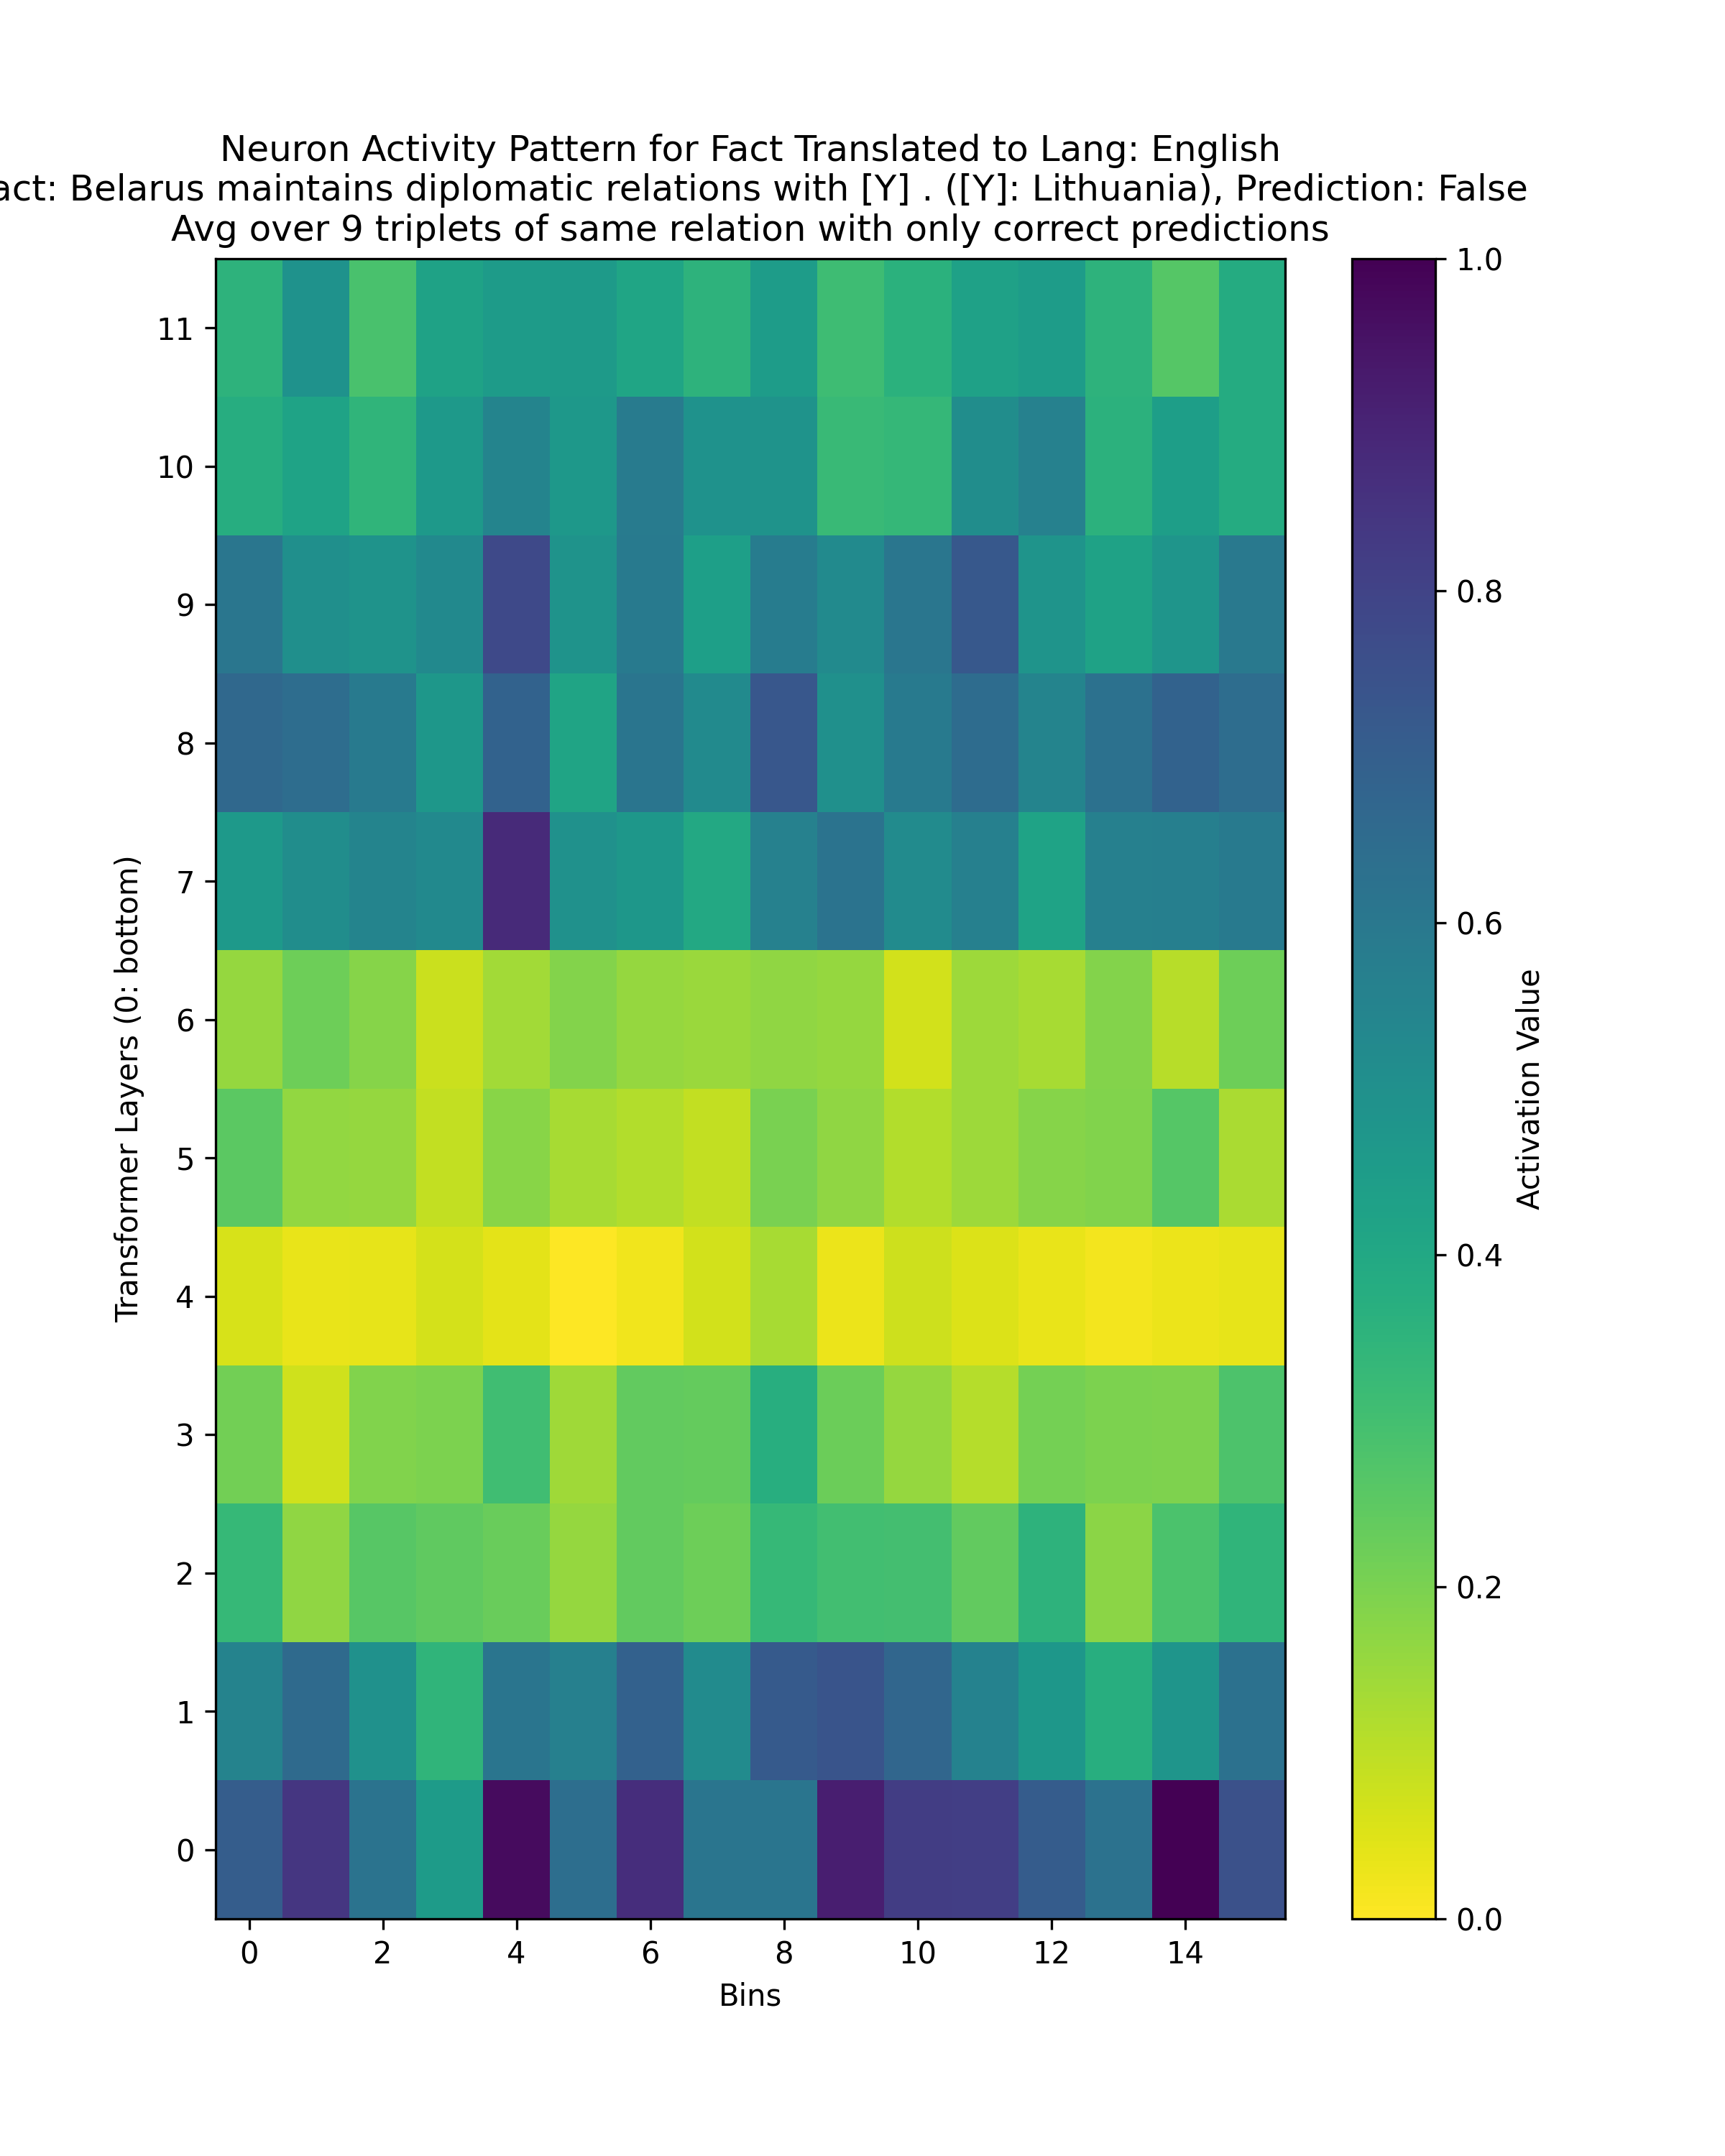 Neuron Activity Pattern for Fact Translated to Lang: English
act: Belarus maintains diplomatic relations with [Y] . ([Y]: Lithuania), Prediction: False
Avg over 9 triplets of same relation with only correct predictions
11
10
9
8
7
6
5
4
3
2
1
0
Transformer Layers (0: bottom)
0 2 4 6 8 10 12 14
Bins
1.0
0.8
0.6
0.4
0.2
0.0
Activation Value